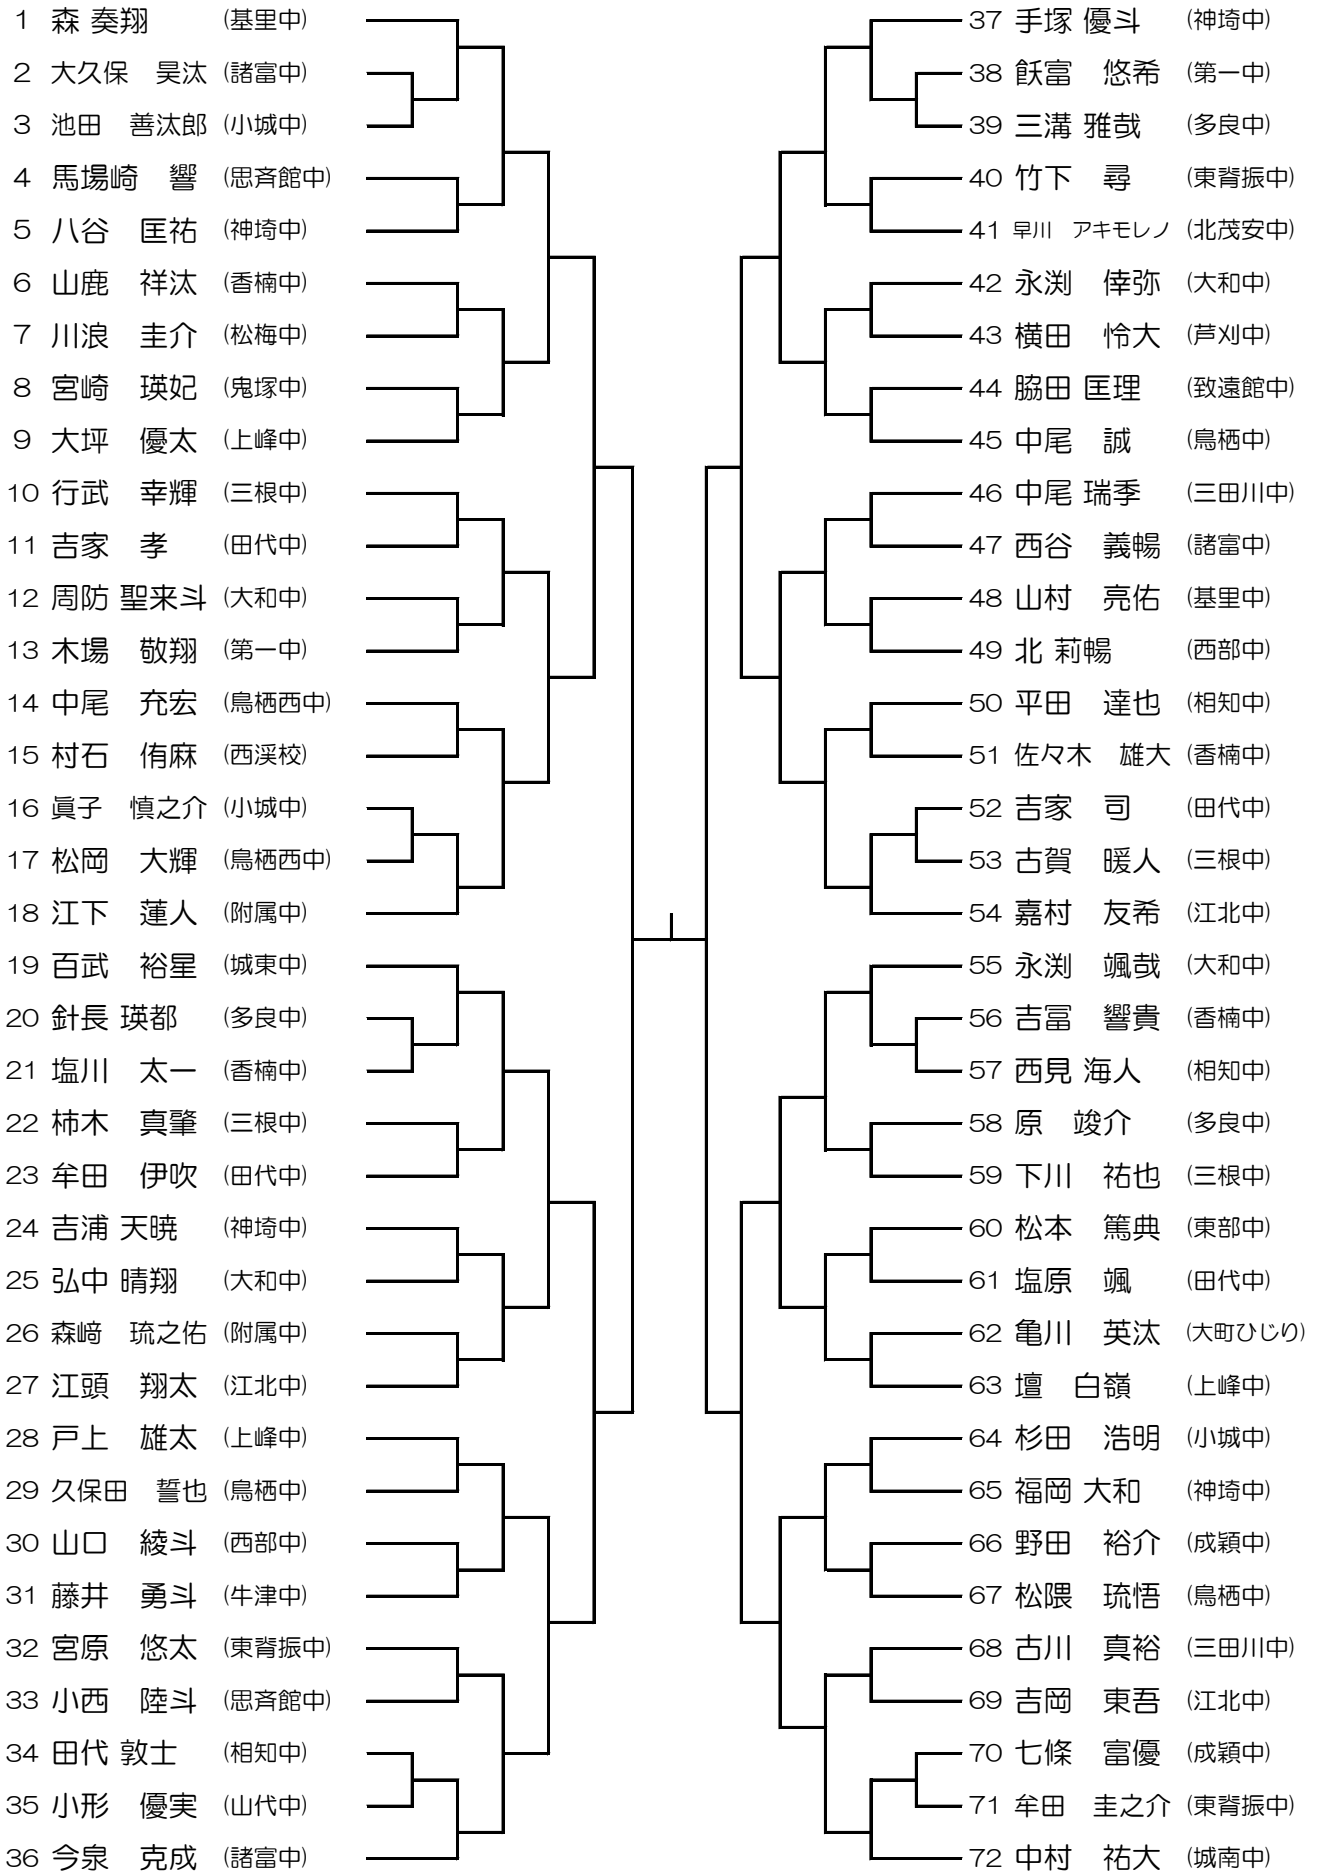 1 森 奏翔 (基里中)
2 大久保 昊汰 (諸富中)
3 池田 善汰郎 (小城中)
4 馬場崎 響 (思斉館中)
5 八谷 匡祐 (神埼中)
6 山鹿 祥汰 (香楠中)
7 川浪 圭介 (松梅中)
8 宮崎 瑛妃 (鬼塚中)
9 大坪 優太 (上峰中)
10 行武 幸輝 (三根中)
11 吉家 孝 (田代中)
12 周防 聖来斗 (大和中)
13 木場 敬翔 (第一中)
14 中尾 充宏 (鳥栖西中)
15 村石 侑麻 (西渓校)
16 眞子 慎之介 (小城中)
17 松岡 大輝 (鳥栖西中)
18 江下 蓮人 (附属中)
19 百武 裕星 (城東中)
20 針長 瑛都 (多良中)
21 塩川 太一 (香楠中)
22 柿木 真肇 (三根中)
23 牟田 伊吹 (田代中)
24 吉浦 天暁 (神埼中)
25 弘中 晴翔 (大和中)
26 森﨑 琉之佑 (附属中)
27 江頭 翔太 (江北中)
28 戸上 雄太 (上峰中)
29 久保田 誓也 (鳥栖中)
30 山口 綾斗 (西部中)
31 藤井 勇斗 (牛津中)
32 宮原 悠太 (東脊振中)
33 小西 陸斗 (思斉館中)
34 田代 敦士 (相知中)
35 小形 優実 (山代中)
36 今泉 克成 (諸富中)
37 手塚 優斗 (神埼中)
38 飫富 悠希 (第一中)
39 三溝 雅哉 (多良中)
40 竹下 尋 (東脊振中)
41 早川 アキモレノ (北茂安中)
42 永渕 倖弥 (大和中)
43 横田 怜大 (芦刈中)
44 脇田 匡理 (致遠館中)
45 中尾 誠 (鳥栖中)
46 中尾 瑞季 (三田川中)
47 西谷 義暢 (諸富中)
48 山村 亮佑 (基里中)
49 北 莉暢 (西部中)
50 平田 達也 (相知中)
51 佐々木 雄大 (香楠中)
52 吉家 司 (田代中)
53 古賀 暖人 (三根中)
54 嘉村 友希 (江北中)
55 永渕 颯哉 (大和中)
56 吉冨 響貴 (香楠中)
57 西見 海人 (相知中)
58 原 竣介 (多良中)
59 下川 祐也 (三根中)
60 松本 篤典 (東部中)
61 塩原 颯 (田代中)
62 亀川 英汰 (大町ひじり)
63 壇 白嶺 (上峰中)
64 杉田 浩明 (小城中)
65 福岡 大和 (神埼中)
66 野田 裕介 (成穎中)
67 松隈 琉悟 (鳥栖中)
68 古川 真裕 (三田川中)
69 吉岡 東吾 (江北中)
70 七條 富優 (成穎中)
71 牟田 圭之介 (東脊振中)
72 中村 祐大 (城南中)